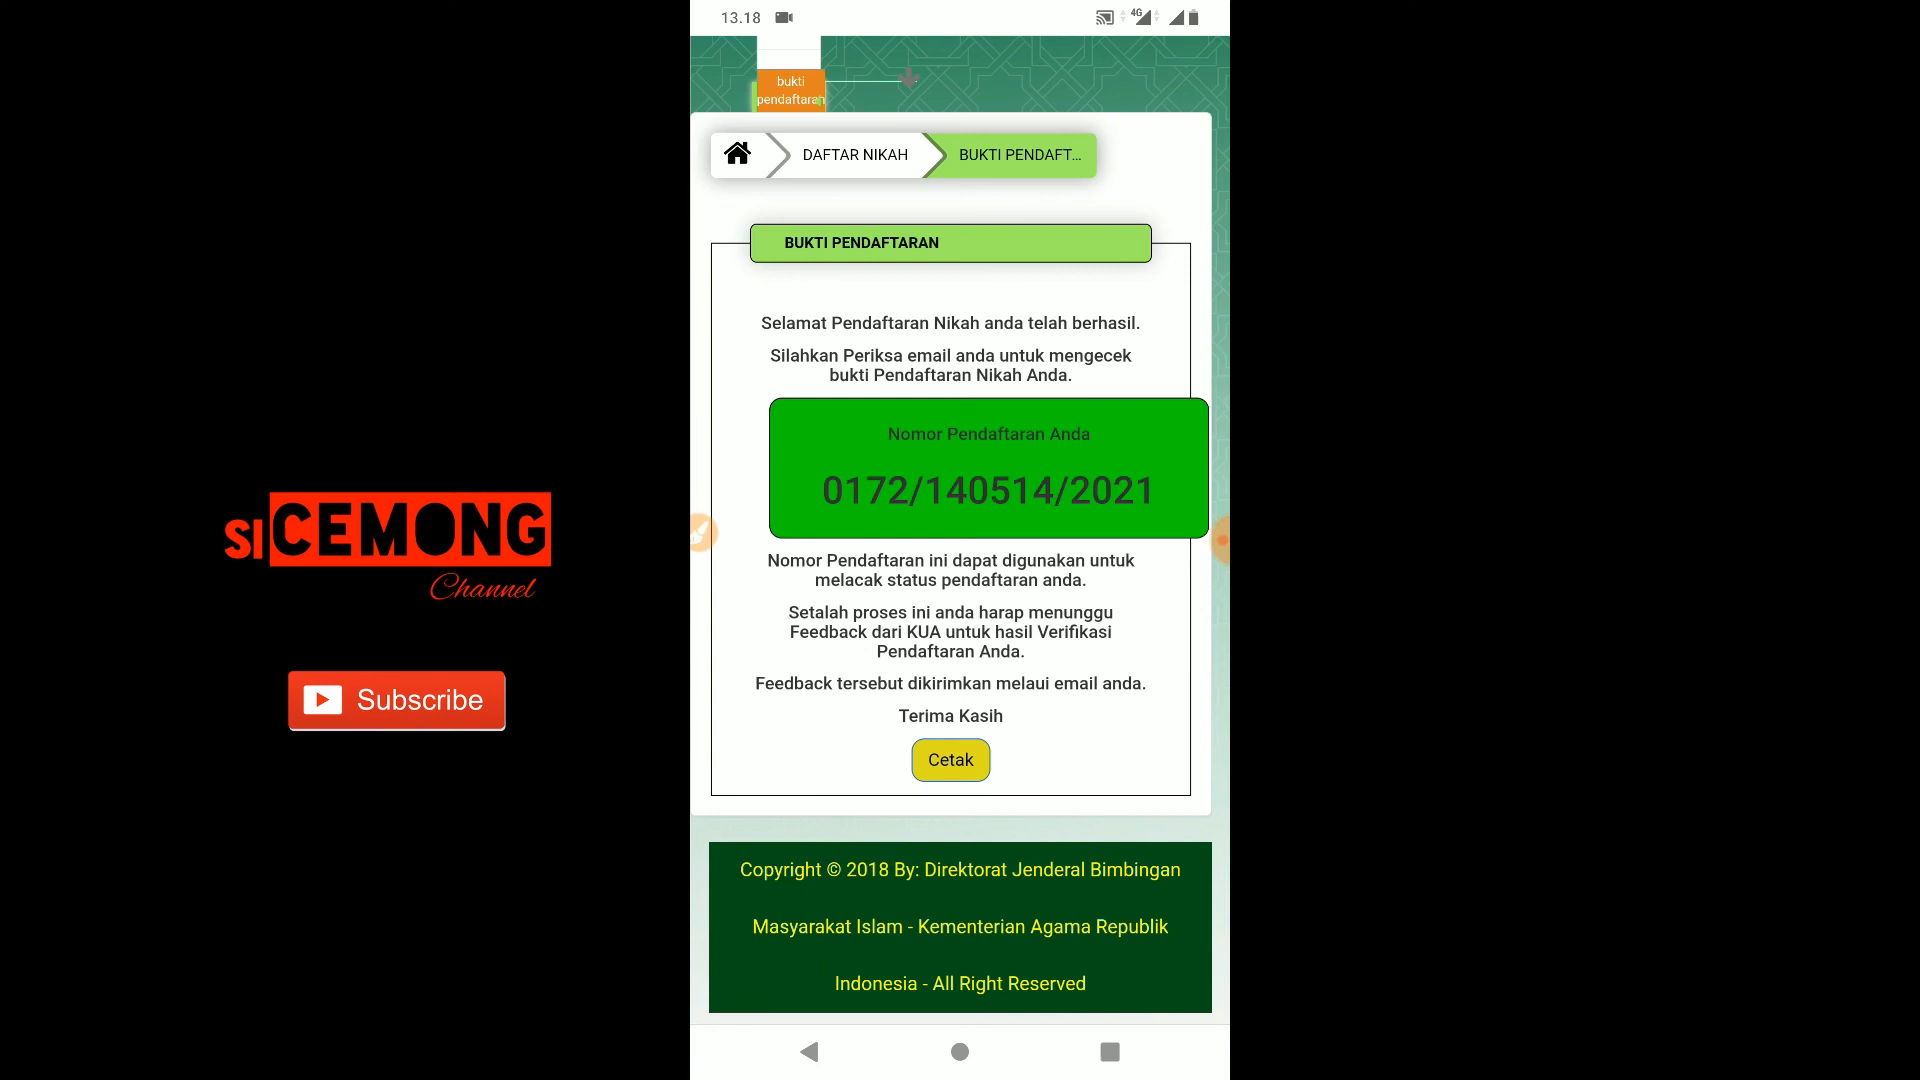 13.18
4G
bukti
pendaftaran
DAFTAR NIKAH
BUKTI PENDAFT...
BUKTI PENDAFTARAN
Selamat Pendaftaran Nikah anda telah berhasil.
Silahkan Periksa email anda untuk mengecek
bukti Pendaftaran Nikah Anda.
Nomor Pendaftaran Anda
0172/140514/2021
Nomor Pendaftaran ini dapat digunakan untuk
melacak status pendaftaran anda.
Setalah proses ini anda harap menunggu
Feedback dari KUA untuk hasil Verifikasi
Pendaftaran Anda.
Feedback tersebut dikirimkan melaui email anda.
Terima Kasih
Cetak
Copyright © 2018 By: Direktorat Jenderal Bimbingan
Masyarakat Islam - Kementerian Agama Republik
Indonesia - All Right Reserved
SICEMONG
Channel
Subscribe